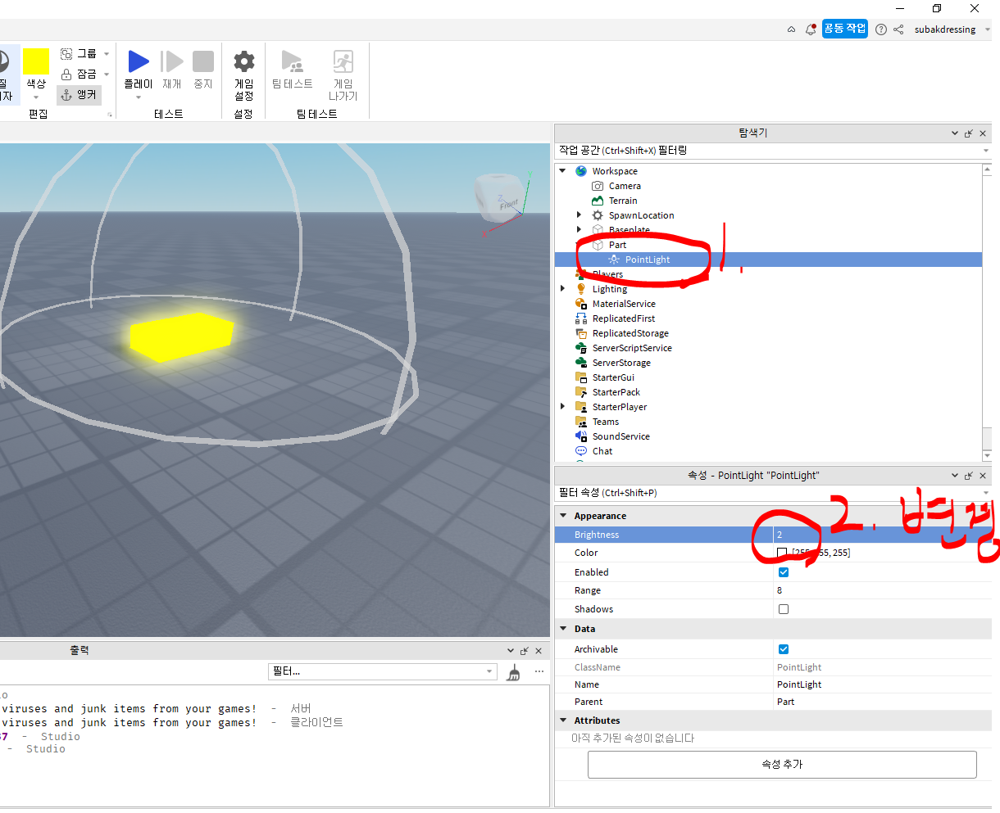 공동 작업
subakdressing
질
색상
그룹
잠금
앵커
플레이
재개
중지
게임
설정
팀 테스트
게임
나가기
편집
테스트
설정
팀 테스트
탐색기
작업 공간 (Ctrl+Shift+X) 필터링
Workspace
Camera
Terrain
SpawnLocation
Baseplate
Part
PointLight
1.
Players
Lighting
MaterialService
ReplicatedFirst
ReplicatedStorage
ServerScriptService
ServerStorage
StarterGui
StarterPack
StarterPlayer
Teams
SoundService
Chat
Y
Z
Front
X
속성 - PointLight "PointLight"
필터 속성 (Ctrl+Shift+P)
2. 변경
Appearance
Brightness 2
Color [255, 255, 255]
Enabled
Range 8
Shadows
Data
Archivable
ClassName PointLight
Name PointLight
Parent Part
Attributes
아직 추가된 속성이 없습니다
속성 추가
출력
필터...
io
viruses and junk items from your games! - 서버
viruses and junk items from your games! - 클라이언트
37 - Studio
- Studio